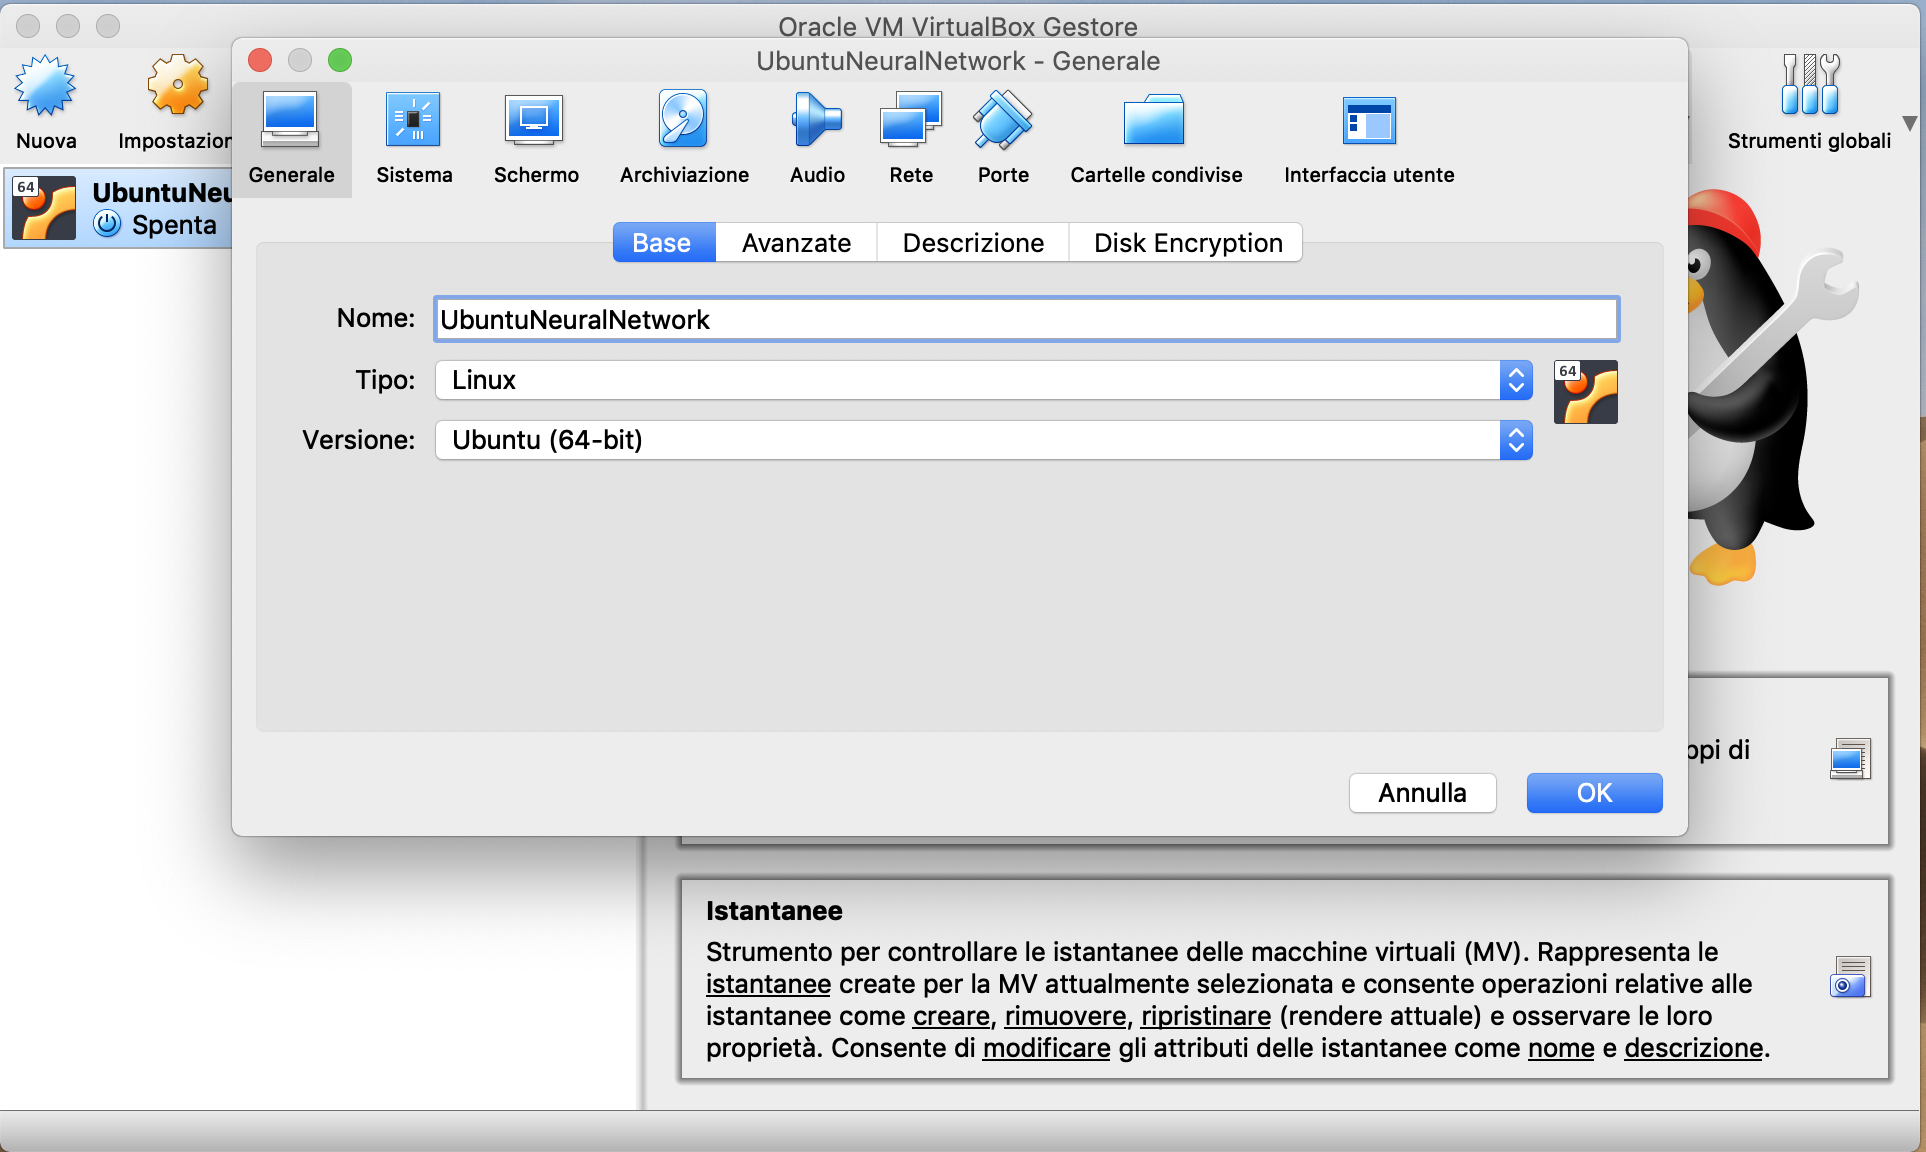 Oracle VM VirtualBox Gestore
UbuntuNeuralNetwork - Generale
Nuova
Impostazion
Strumenti globali
Generale
Sistema
Schermo
Archiviazione
Audio
Rete
Porte
Cartelle condivise
Interfaccia utente
64
UbuntuNeu
Spenta
Base
Avanzate
Descrizione
Disk Encryption
Nome: UbuntuNeuralNetwork
Tipo: Linux
64
Versione: Ubuntu (64-bit)
ppi di
Annulla
OK
Istantanee
Strumento per controllare le istantanee delle macchine virtuali (MV). Rappresenta le
istantanee create per la MV attualmente selezionata e consente operazioni relative alle
istantanee come creare, rimuovere, ripristinare (rendere attuale) e osservare le loro
proprietà. Consente di modificare gli attributi delle istantanee come nome e descrizione.